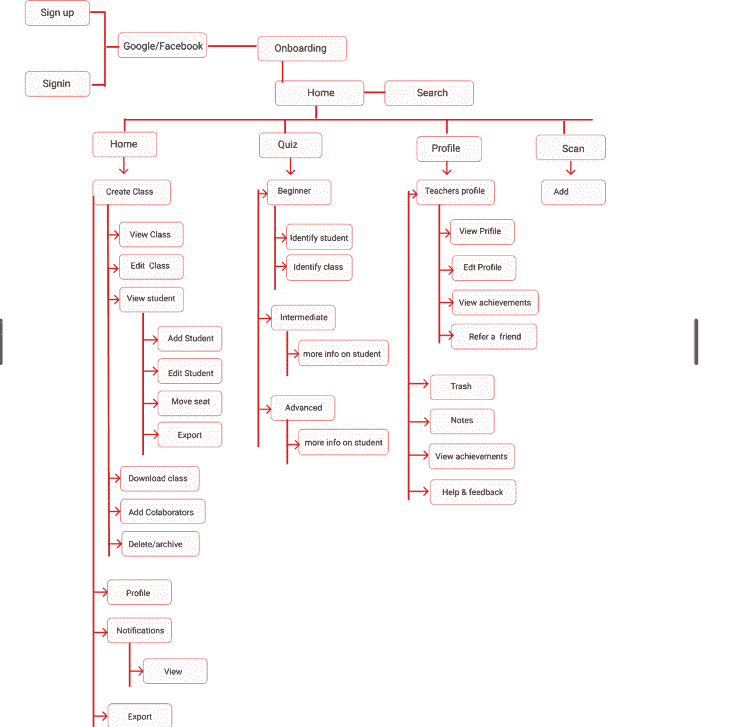 Sign up
Google/Facebook
Onboarding
Signin
Home
Search
Home
Quiz
Profile
Scan
Create Class
View Class
Edit Class
View student
Add Student
Edit Student
Move seat
Export
Download class
Add Colaborators
Delete/archive
Profile
Notifications
View
Export
Beginner
Identify student
Identify class
Intermediate
more info on student
Advanced
more info on student
Teachers profile
View Prifile
Edt Profile
View achievements
Refer a friend
Trash
Notes
View achievements
Help & feedback
Add